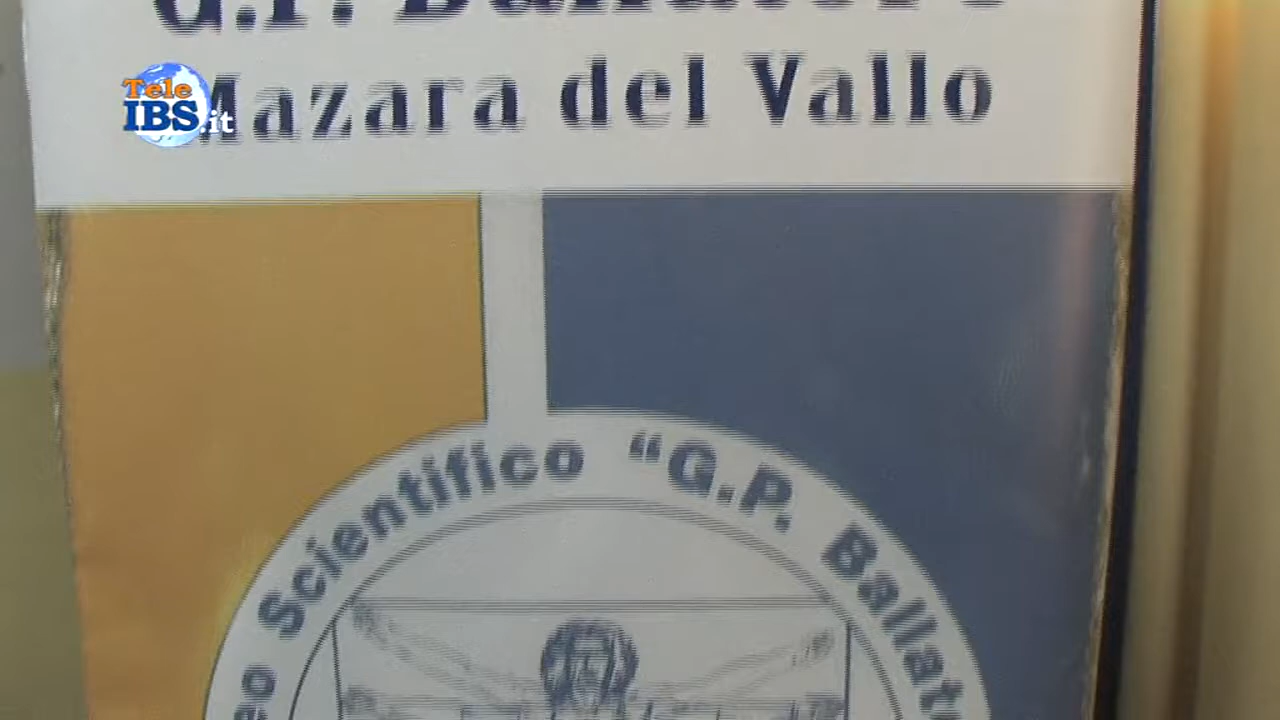 G.P.
Mazara del Vallo
Tele
IBS.it
Scientifico "G.P. Ballat